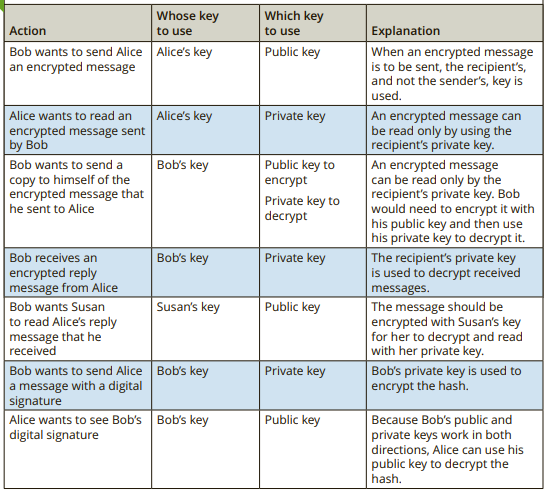 Action
Whose key
to use
Which key
to use
Explanation
Bob wants to send Alice
an encrypted message
Alice's key
Public key
When an encrypted message
is to be sent, the recipient's,
and not the sender's, key is
used.
Alice wants to read an
encrypted message sent
by Bob
Alice's key
Private key
An encrypted message can
be read only by using the
recipient's private key.
Bob wants to send a
copy to himself of the
encrypted message that
he sent to Alice
Bob's key
Public key to
encrypt
Private key to
decrypt
An encrypted message
can be read only by the
recipient's private key. Bob
would need to encrypt it with
his public key and then use
his private key to decrypt it.
Bob receives an
encrypted reply
message from Alice
Bob's key
Private key
The recipient's private key
is used to decrypt received
messages.
Bob wants Susan
to read Alice's reply
message that he
received
Susan's key
Public key
The message should be
encrypted with Susan's key
for her to decrypt and read
with her private key.
Bob wants to send Alice
a message with a digital
signature
Bob's key
Private key
Bob's private key is used to
encrypt the hash.
Alice wants to see Bob's
digital signature
Bob's key
Public key
Because Bob's public and
private keys work in both
directions, Alice can use his
public key to decrypt the
hash.